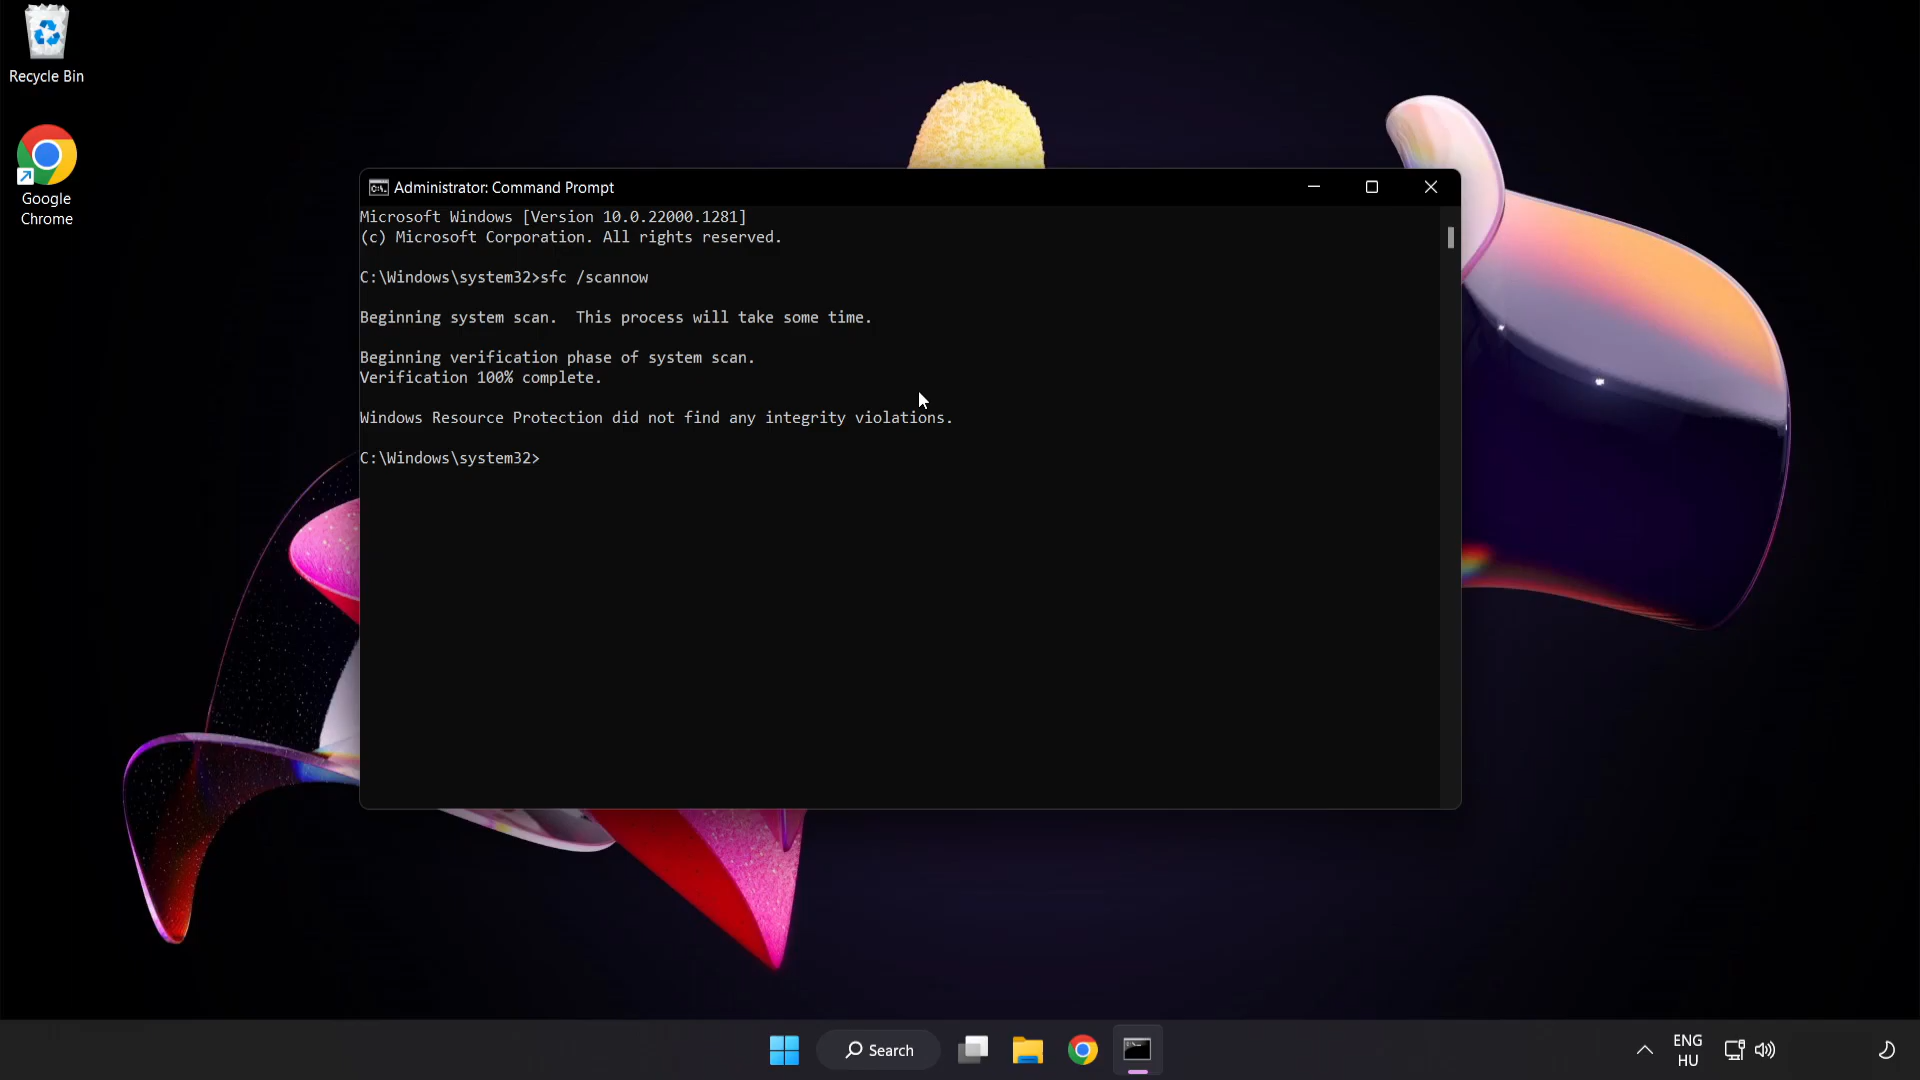 Recycle Bin
Google
Chrome
Administrator: Command Prompt
Microsoft Windows [Version 10.0.22000.1281]
(c) Microsoft Corporation. All rights reserved.
C:\Windows\system32>sfc /scannow
Beginning system scan.  This process will take some time.
Beginning verification phase of system scan.
Verification 100% complete.
Windows Resource Protection did not find any integrity violations.
C:\Windows\system32>
Search
ENG
HU